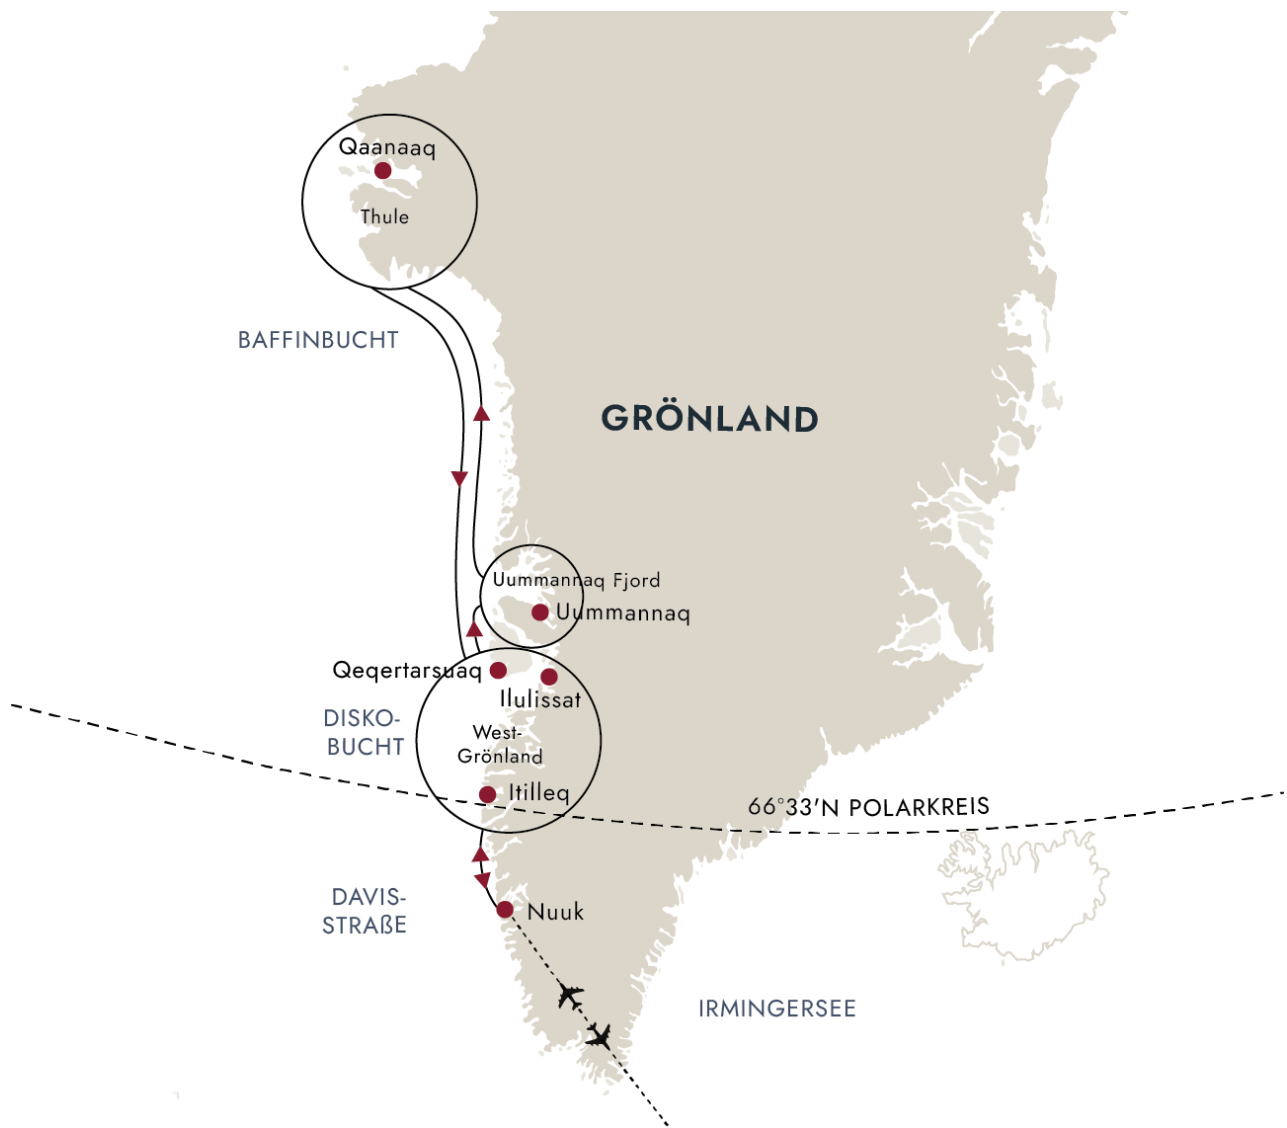 Qaanaaq
Thule
BAFFINBUCHT
GRÖNLAND
Uummannaq Fjord
Uummannaq
Qeqertarsuaq
Ilulissat
DISKO-
BUCHT
West-
Grönland
Itilleq
66°33'N POLARKREIS
DAVIS-
STRAßE
Nuuk
IRMINGERSEE